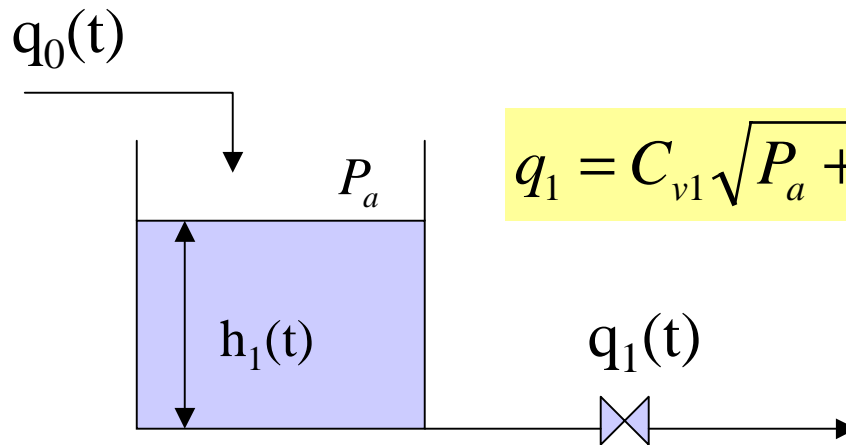 q₀(t)
Pₐ
q₁ = Cᵥ₁√Pₐ +
h₁(t)
q₁(t)